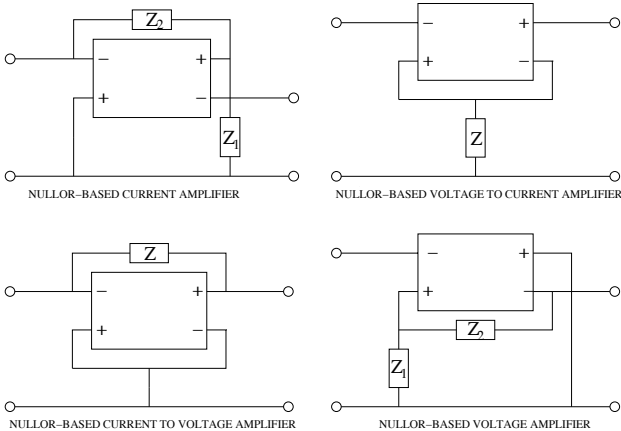 Z2
− +
− +
+ −
+ −
Z1
Z
NULLOR−BASED CURRENT AMPLIFIER
NULLOR−BASED VOLTAGE TO CURRENT AMPLIFIER
Z
− +
− +
+ −
+ −
Z2
Z1
NULLOR−BASED CURRENT TO VOLTAGE AMPLIFIER
NULLOR−BASED VOLTAGE AMPLIFIER